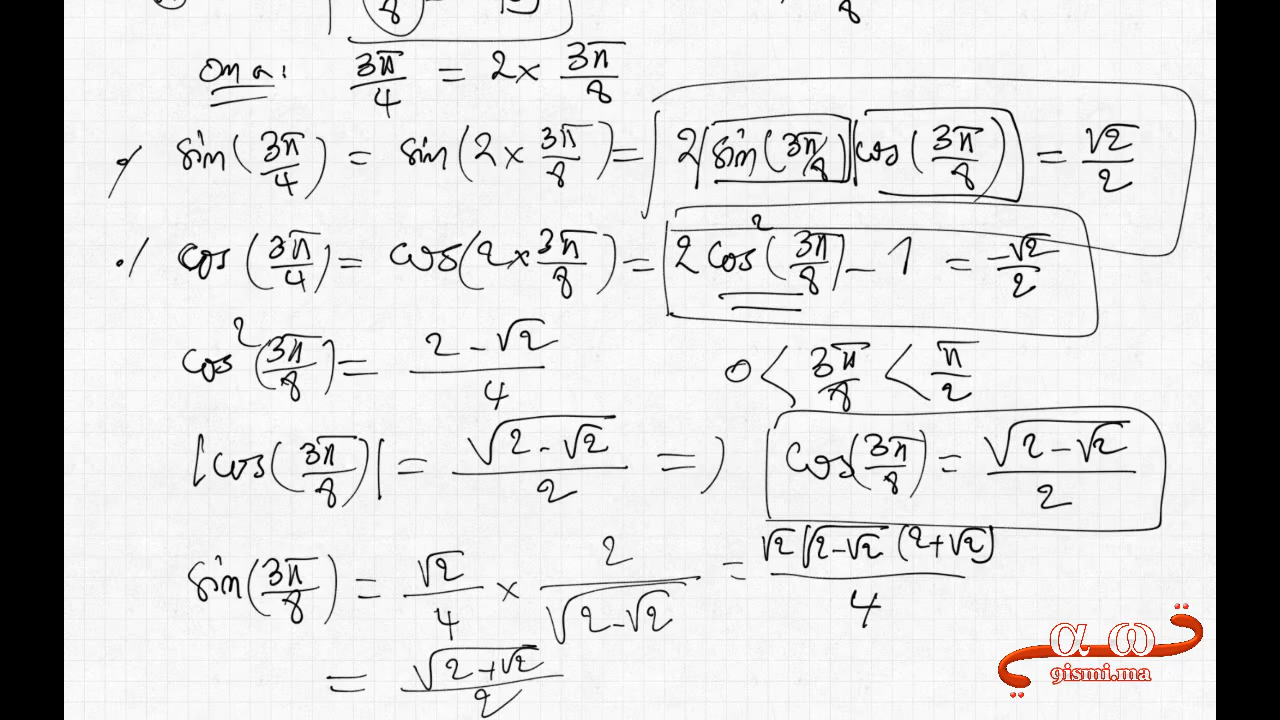 On a : 3π/4 = 2 × 3π/8
•/ sin(3π/4) = sin(2 × 3π/8) = 2 sin(3π/8) cos(3π/8) = √2/2
•/ cos(3π/4) = cos(2 × 3π/8) = 2 cos²(3π/8) - 1 = -√2/2
cos²(3π/8) = (2 - √2)/4 0 < 3π/8 < π/2
|cos(3π/8)| = √(2 - √2)/2 => cos(3π/8) = √(2 - √2)/2
sin(3π/8) = √2/4 × 2/√(2 - √2) = √2 √(2 - √2) (2 + √2)/4
= √(2 + √2)/2
α ω
gismi.ma